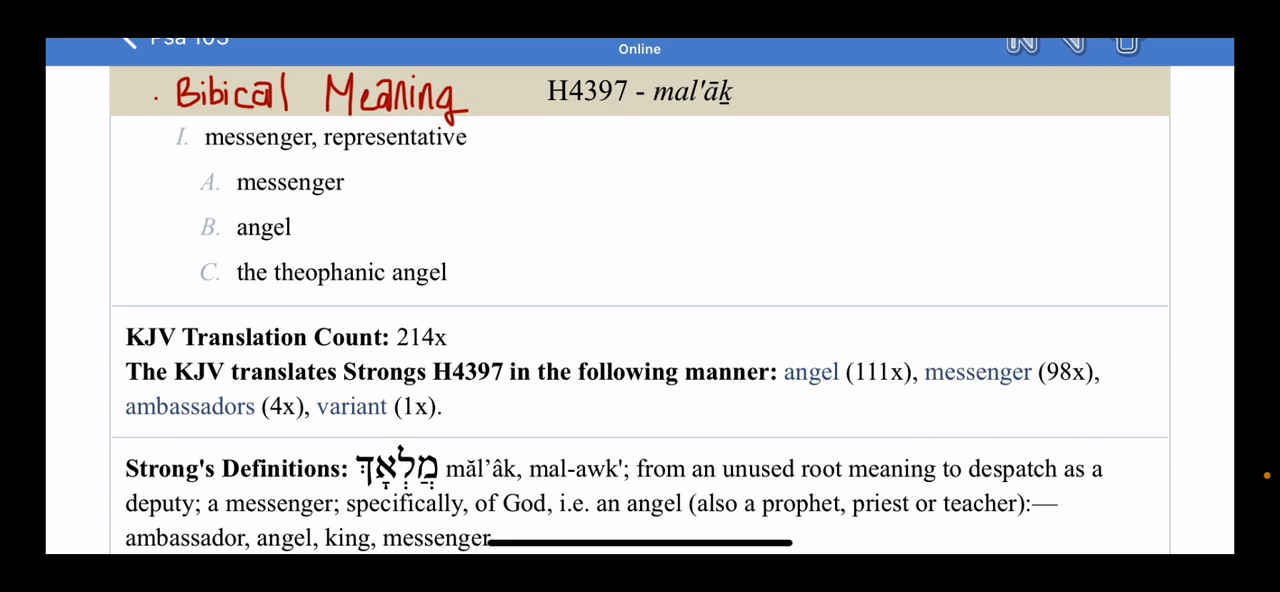 Psa 103
Online
· Bibical Meaning H4397 - mal'āḵ
I. messenger, representative
A. messenger
B. angel
C. the theophanic angel
KJV Translation Count: 214x
The KJV translates Strongs H4397 in the following manner: angel (111x), messenger (98x),
ambassadors (4x), variant (1x).
Strong's Definitions: מֲלְאָךְ mălʼâk, mal-awk'; from an unused root meaning to despatch as a
deputy; a messenger; specifically, of God, i.e. an angel (also a prophet, priest or teacher):—
ambassador, angel, king, messenger